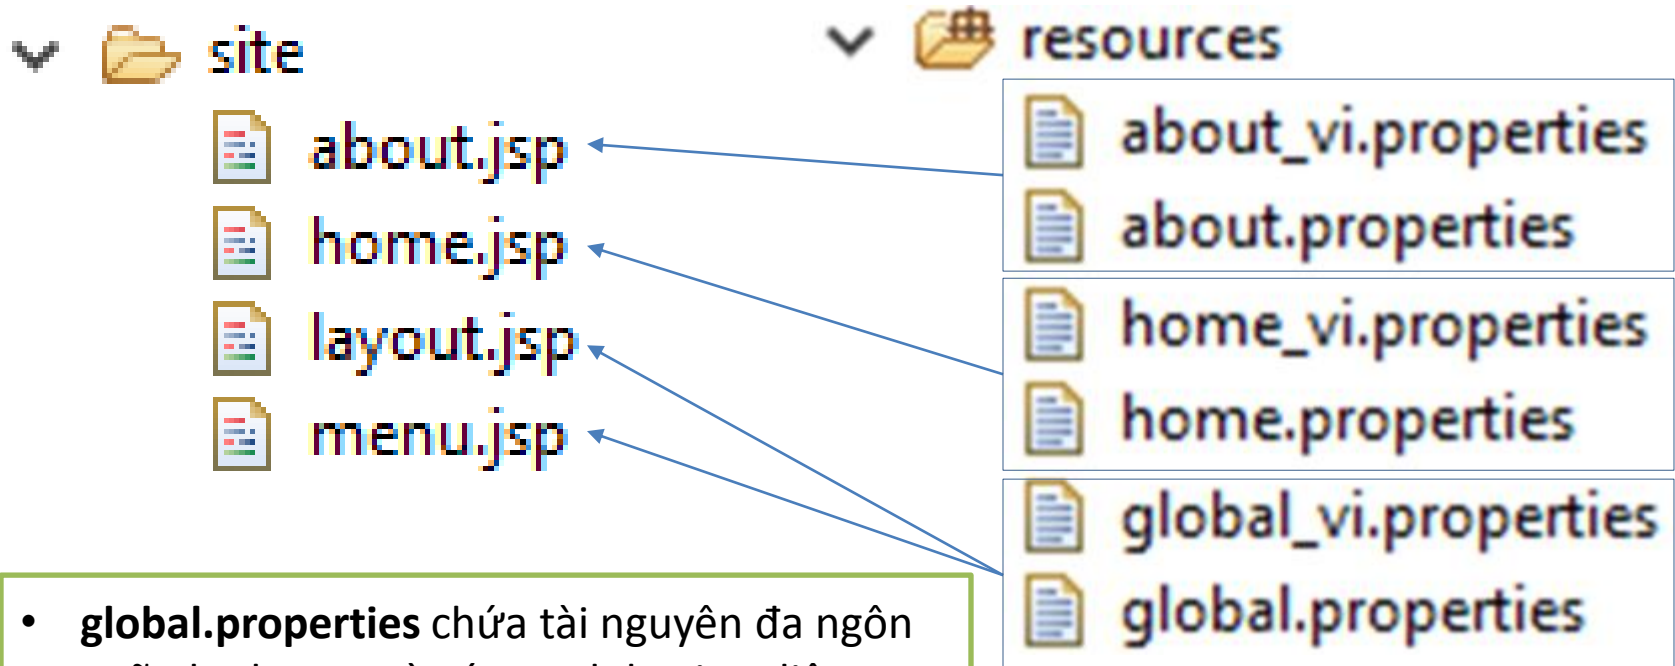 site
about.jsp
home.jsp
layout.jsp
menu.jsp
resources
about_vi.properties
about.properties
home_vi.properties
home.properties
global_vi.properties
global.properties
• global.properties chứa tài nguyên đa ngôn